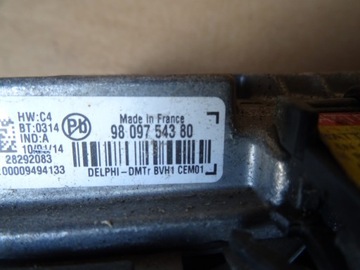 HW:C4
BT:0314
IND:A
10/01/14
28292083
00009494133
Made in France
98 097 543 80
DELPHI-DMTr BVH1 CEM01